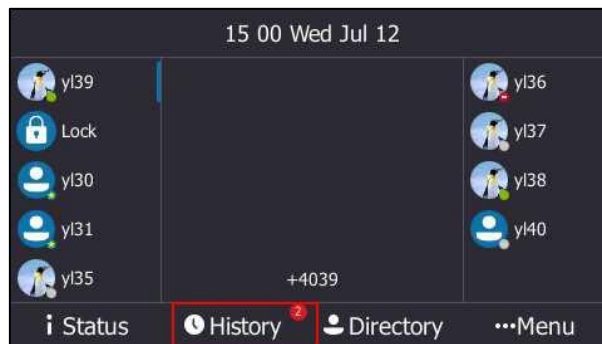 15 00 Wed Jul 12
yl39
Lock
yl30
yl31
yl35
yl36
yl37
yl38
yl40
+4039
i Status
History 2
Directory
Menu